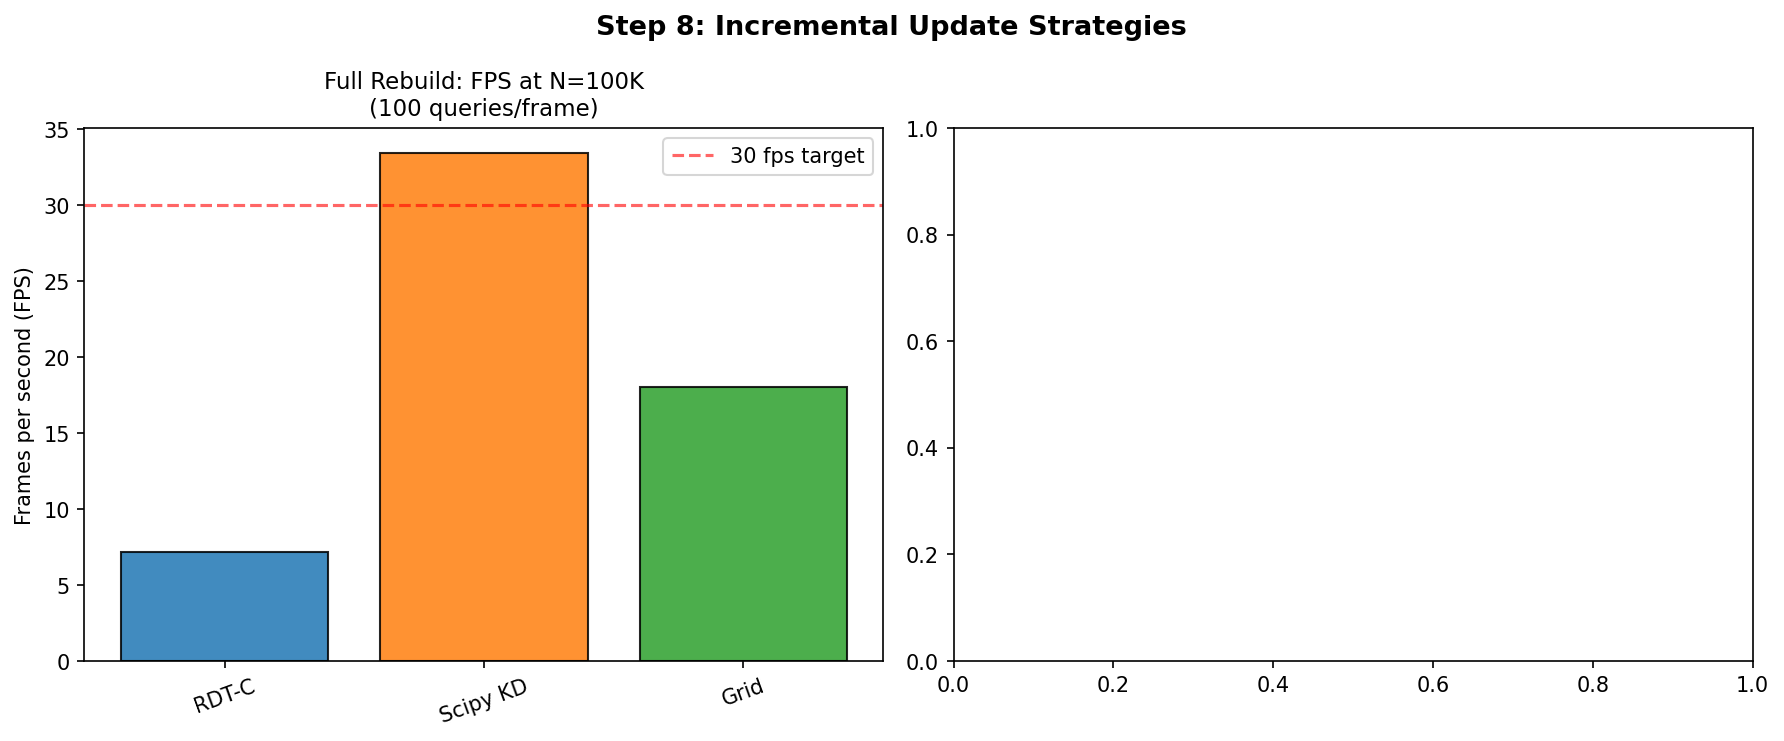 Step 8: Incremental Update Strategies
Full Rebuild: FPS at N=100K
(100 queries/frame)
30 fps target
Frames per second (FPS)
35
30
25
20
15
10
5
0
RDT-C
Scipy KD
Grid
1.0
0.8
0.6
0.4
0.2
0.0
0.0
0.2
0.4
0.6
0.8
1.0